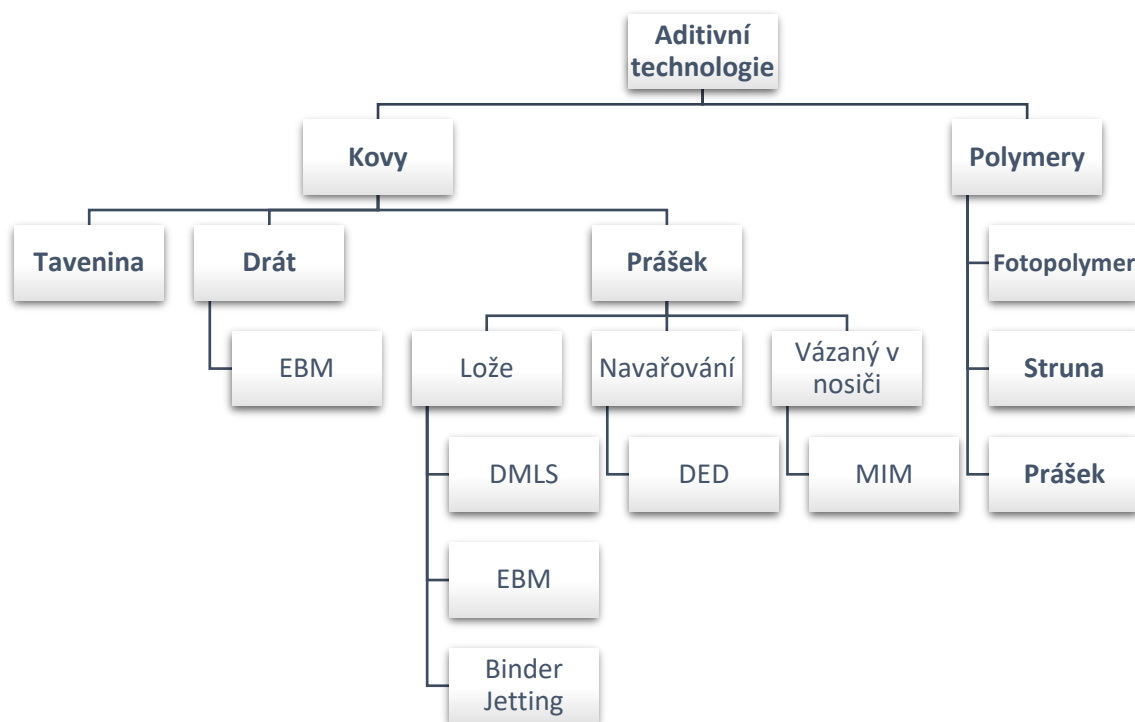 Aditivní
technologie
Kovy
Polymery
Tavenina
Drát
Prášek
Fotopolymer
EBM
Lože
Navařování
Vázaný v
nosiči
Struna
DMLS
DED
MIM
Prášek
EBM
Binder
Jetting